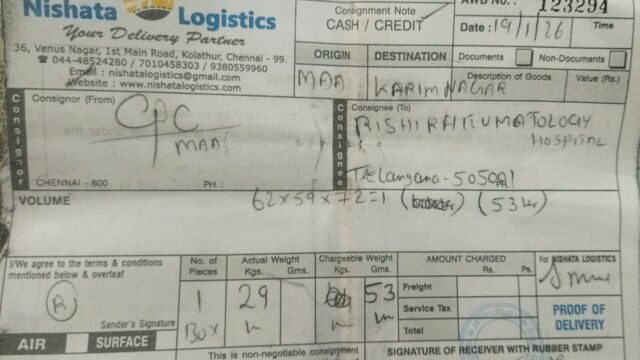 Nishata Logistics
Your Delivery Partner
36, Venus Nagar, 1st Main Road, Kolathur, Chennai - 99.
044-48524280 / 7010458303 / 9380559960
Email : nishatalogistics@gmail.com
Website : www.nishatalogistics.com
Consignment Note
CASH / CREDIT
AWB No.: 123294
Date : 19/1/26 Time
ORIGIN DESTINATION
MAA KARIMNAGAR
Documents Non-Documents
Description of Goods Value (Rs.)
Consignor
Consignor (From)
CPC
MAA
CHENNAI - 600 PH. :
Consignee
Consignee (To)
RISHI RHEUMATOLOGY
HOSPITAL
Telangana - 505001
PH.
VOLUME
62x59x72=1 (53kg)
I/We agree to the terms & conditions
mentioned below & overleaf
R
Sender's Signature
AIR SURFACE
No. of Pieces
1
Box
Actual Weight
Kgs. Gms.
29
Chargeable Weight
Kgs. Gms.
53
AMOUNT CHARGED
Rs. Ps.
Freight
Service Tax
Total
For NISHATA LOGISTICS
PROOF OF
DELIVERY
This is non-negotiable consignment
SIGNATURE OF RECEIVER WITH RUBBER STAMP